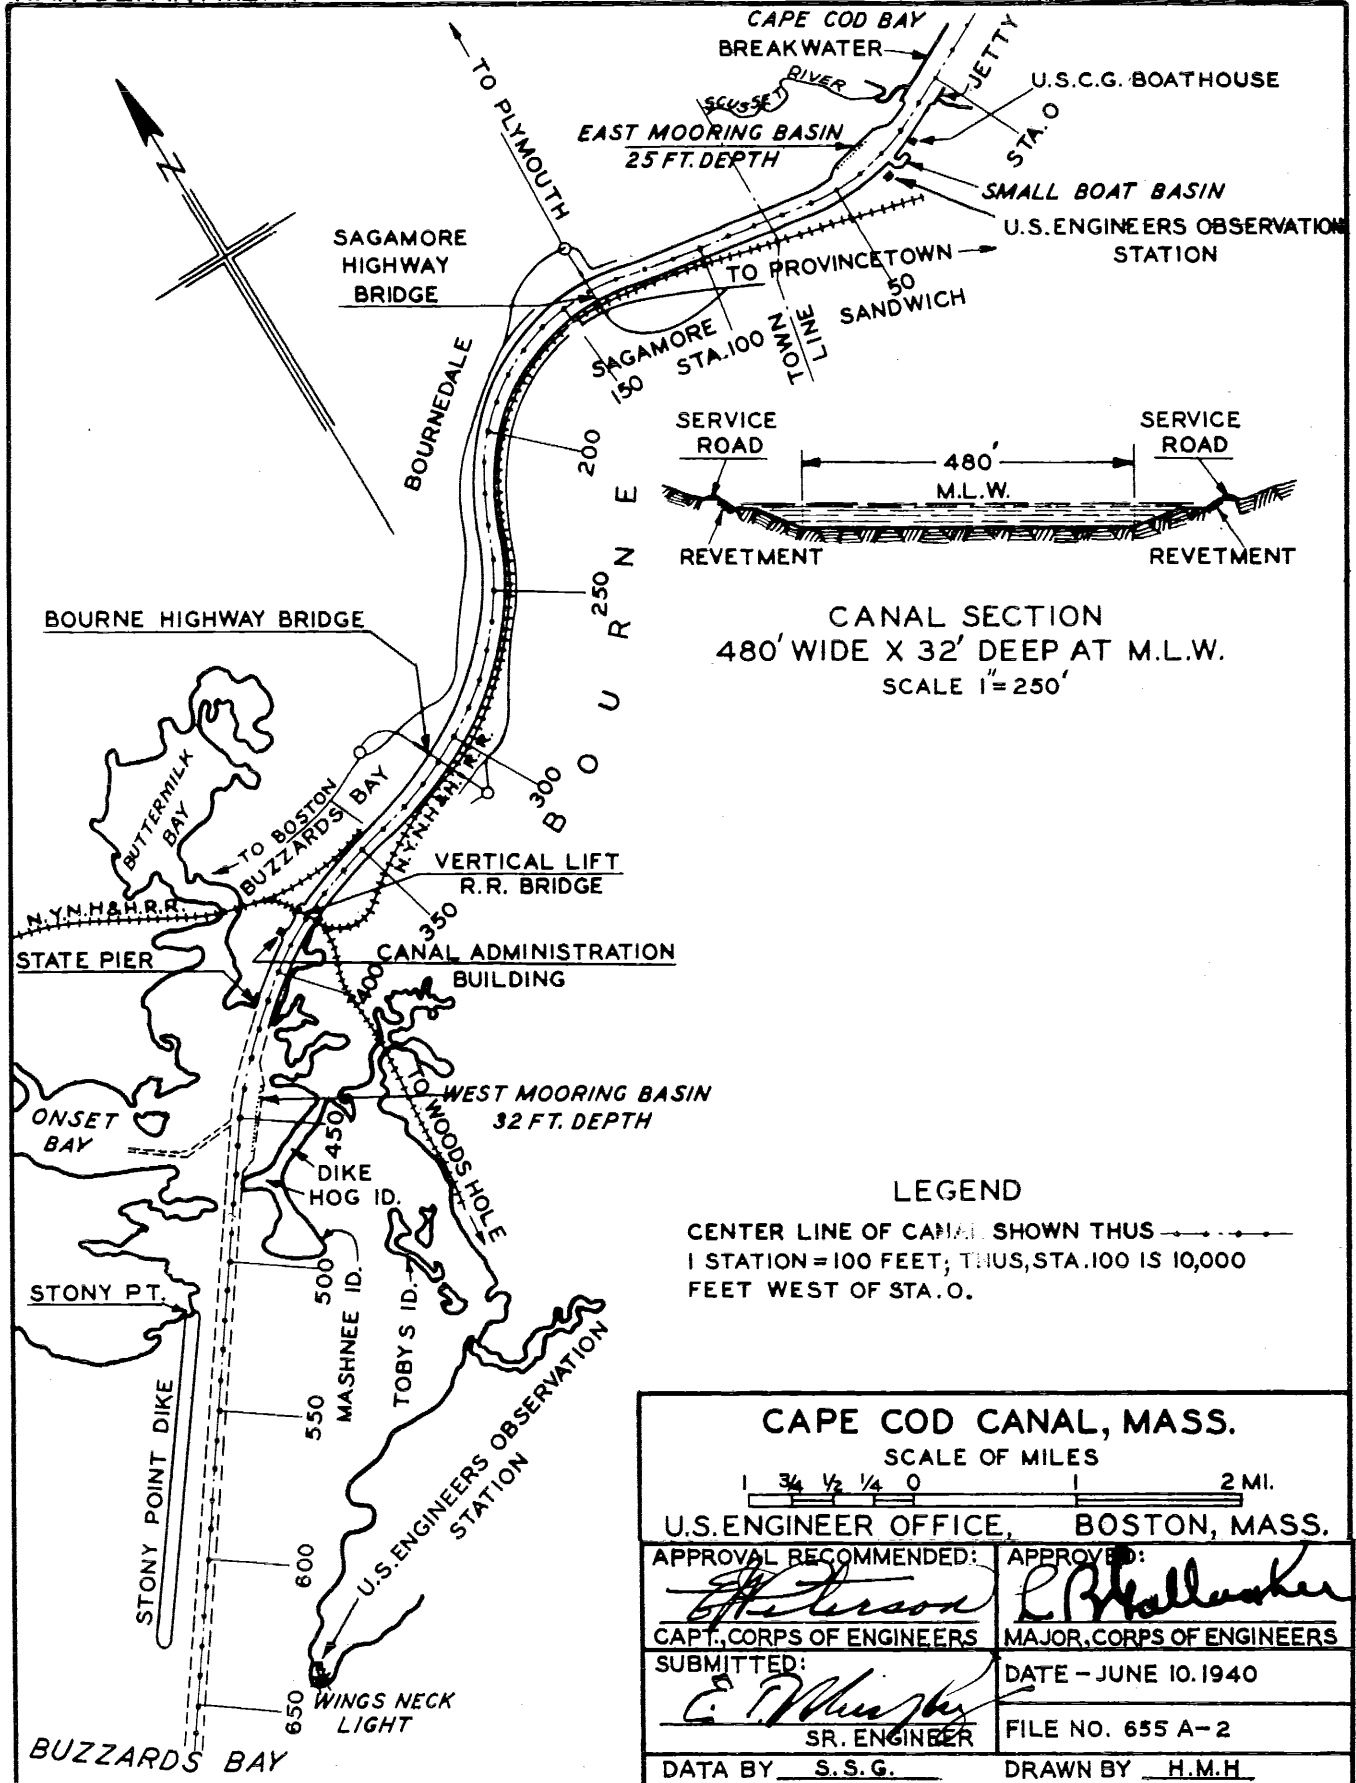 CAPE COD BAY
BREAKWATER
JETTY
SCUSSET RIVER
U.S.C.G. BOATHOUSE
STA. 0
TO PLYMOUTH
EAST MOORING BASIN
25 FT. DEPTH
SMALL BOAT BASIN
U.S. ENGINEERS OBSERVATION
STATION
N
SAGAMORE
HIGHWAY
BRIDGE
TO PROVINCETOWN
50
SANDWICH
TOWN
LINE
SAGAMORE
STA. 100
150
BOURNEDALE
200
SERVICE
ROAD
SERVICE
ROAD
480'
M.L.W.
REVETMENT
REVETMENT
CANAL SECTION
480' WIDE X 32' DEEP AT M.L.W.
SCALE 1"=250'
250
BOURNE
BOURNE HIGHWAY BRIDGE
300
BUTTERMILK
BAY
TO BOSTON
BUZZARDS BAY
N.Y.N.H.&H. R.R.
VERTICAL LIFT
R.R. BRIDGE
350
N.Y.N.H&H.R.R.
STATE PIER
CANAL ADMINISTRATION
BUILDING
400
TO WOODS HOLE
WEST MOORING BASIN
32 FT. DEPTH
ONSET
BAY
450
DIKE
HOG ID.
STONY PT.
500
MASHNEE ID.
TOBYS ID.
LEGEND
CENTER LINE OF CANAL SHOWN THUS
1 STATION = 100 FEET; THUS, STA. 100 IS 10,000
FEET WEST OF STA. 0.
STONY POINT DIKE
550
U.S. ENGINEERS OBSERVATION
STATION
600
650
WINGS NECK
LIGHT
BUZZARDS BAY
CAPE COD CANAL, MASS.
SCALE OF MILES
1 3/4 1/2 1/4 0 1 2 MI.
U.S. ENGINEER OFFICE, BOSTON, MASS.
APPROVAL RECOMMENDED:
CAPT., CORPS OF ENGINEERS
APPROVED:
MAJOR, CORPS OF ENGINEERS
SUBMITTED:
SR. ENGINEER
DATE - JUNE 10. 1940
FILE NO. 655 A-2
DATA BY S.S.G.
DRAWN BY H.M.H